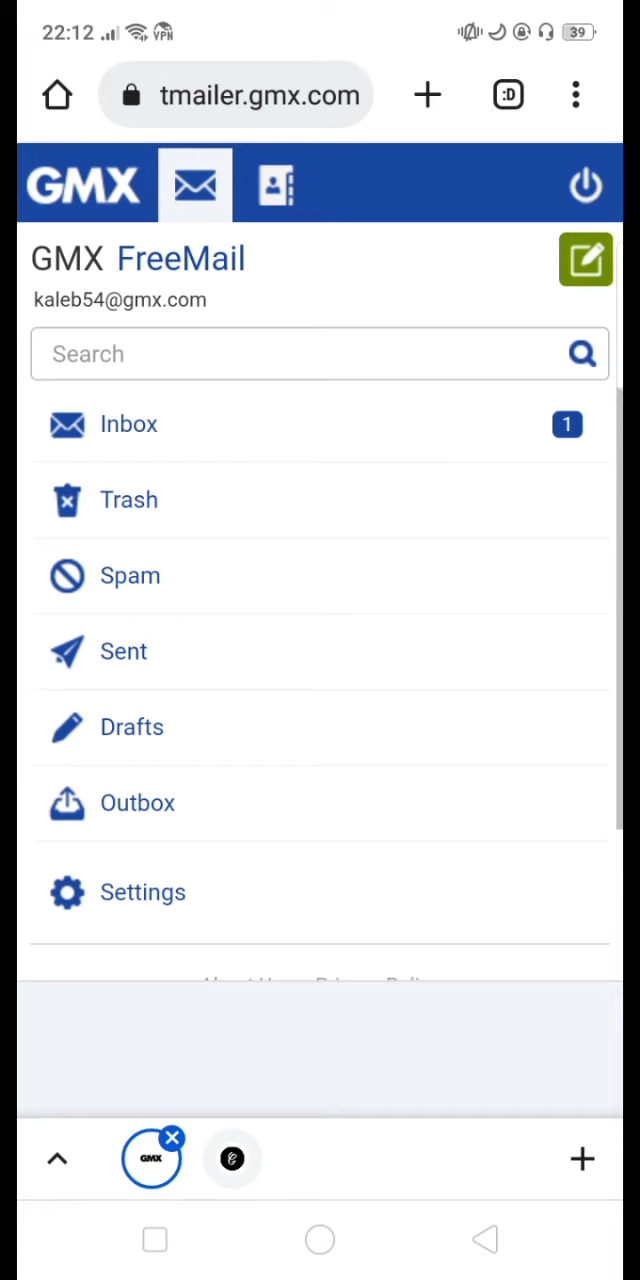 22:12 VPN 39
tmailer.gmx.com :D
GMX
GMX FreeMail
kaleb54@gmx.com
Search
Inbox 1
Trash
Spam
Sent
Drafts
Outbox
Settings
GMX